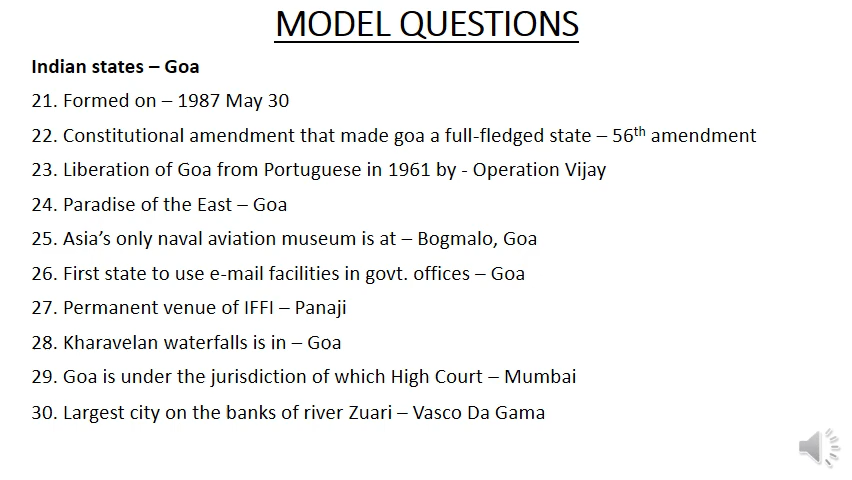 MODEL QUESTIONS
Indian states – Goa
21. Formed on – 1987 May 30
22. Constitutional amendment that made goa a full-fledged state – 56th amendment
23. Liberation of Goa from Portuguese in 1961 by - Operation Vijay
24. Paradise of the East – Goa
25. Asia’s only naval aviation museum is at – Bogmalo, Goa
26. First state to use e-mail facilities in govt. offices – Goa
27. Permanent venue of IFFI – Panaji
28. Kharavelan waterfalls is in – Goa
29. Goa is under the jurisdiction of which High Court – Mumbai
30. Largest city on the banks of river Zuari – Vasco Da Gama